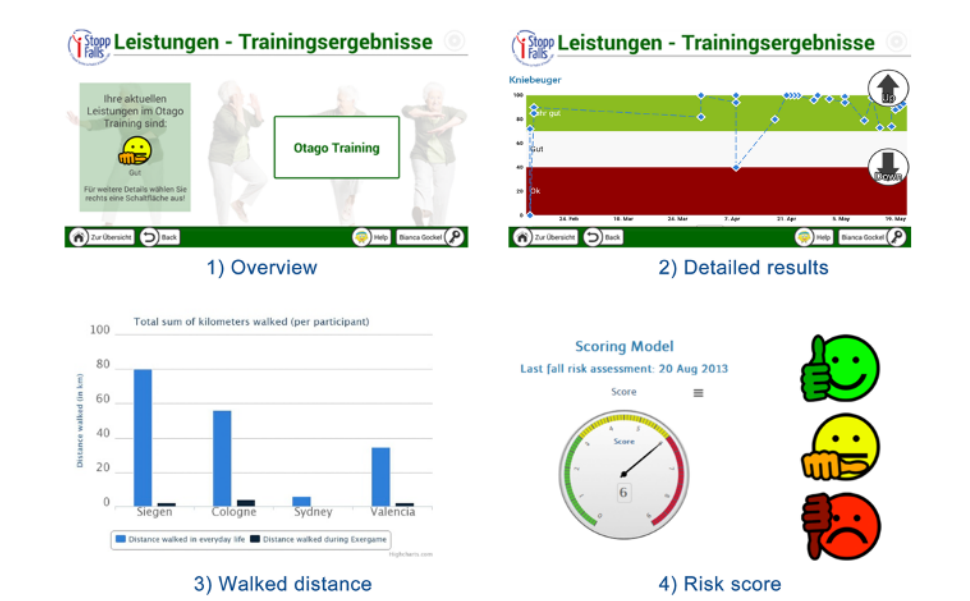 Stopp
Falls
Leistungen - Trainingsergebnisse
Ihre aktuellen
Leistungen im Otago
Training sind:
Gut
Für weitere Details wählen Sie
rechts eine Schaltfläche aus!
Otago Training
Zur Übersicht
Back
Help
Bianca Gockel
1) Overview
Stopp
Falls
Leistungen - Trainingsergebnisse
Kniebeuger
100
80
60
40
20
0
Sehr gut
Gut
Ok
Up
Down
24. Feb
10. Mar
24. Mar
7. Apr
21. Apr
5. May
19. May
Zur Übersicht
Back
Help
Bianca Gockel
2) Detailed results
Total sum of kilometers walked (per participant)
Distance walked (in km)
100
80
60
40
20
0
Siegen
Cologne
Sydney
Valencia
Distance walked in everyday life
Distance walked during Exergame
Highcharts.com
3) Walked distance
Scoring Model
Last fall risk assessment: 20 Aug 2013
Score
Score
6
4) Risk score